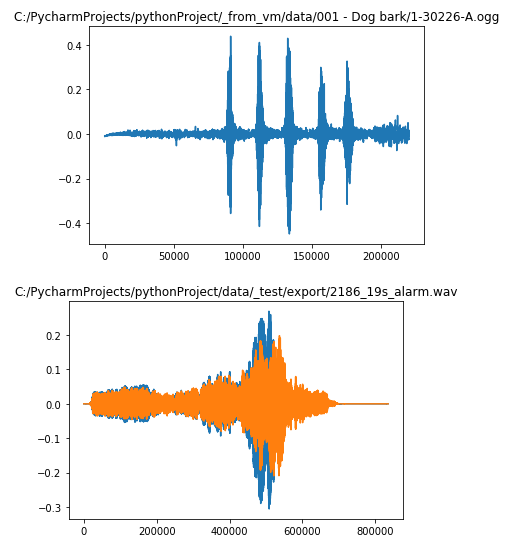 C:/PycharmProjects/pythonProject/_from_vm/data/001 - Dog bark/1-30226-A.ogg
0.4
0.2
0.0
−0.2
−0.4
0 50000 100000 150000 200000
C:/PycharmProjects/pythonProject/data/_test/export/2186_19s_alarm.wav
0.2
0.1
0.0
−0.1
−0.2
−0.3
0 200000 400000 600000 800000